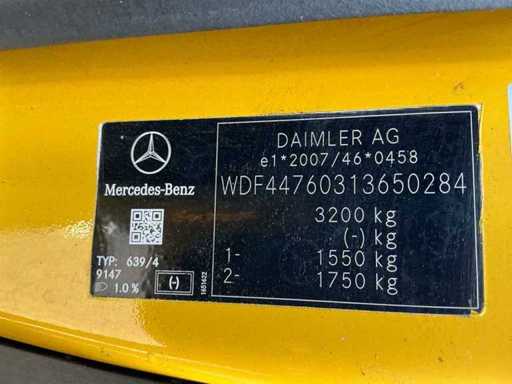 DAIMLER AG
e1*2007/46*0458
Mercedes-Benz
WDF44760313650284
3200 kg
(-) kg
1- 1550 kg
2- 1750 kg
TYP: 639/4
9147
1.0 %
(-)
1651622